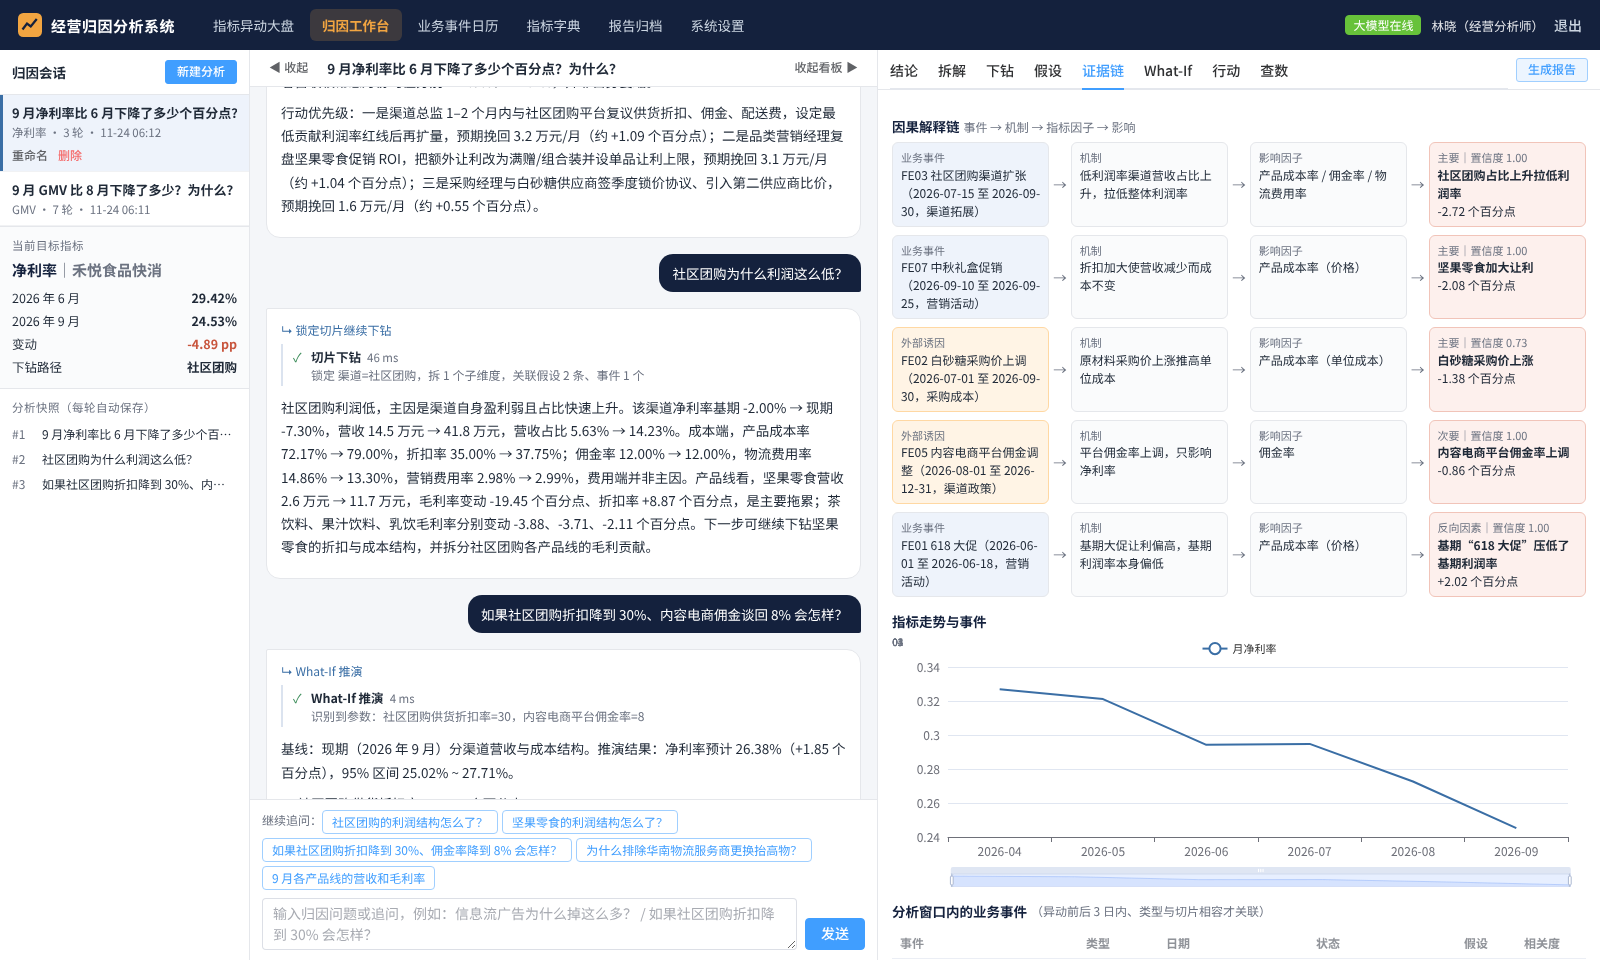 经营归因分析系统
指标异动大盘
归因工作台
业务事件日历
指标字典
报告归档
系统设置
大模型在线
林晓（经营分析师）
退出
归因会话
新建分析
9 月净利率比 6 月下降了多少个百分点？
净利率 • 3 轮 • 11-24 06:12
重命名 删除
9 月 GMV 比 8 月下降了多少？为什么？
GMV • 7 轮 • 11-24 06:11
当前目标指标
净利率｜禾悦食品快消
2026 年 6 月 29.42%
2026 年 9 月 24.53%
变动 -4.89 pp
下钻路径 社区团购
分析快照（每轮自动保存）
#1 9 月净利率比 6 月下降了多少个百…
#2 社区团购为什么利润这么低？
#3 如果社区团购折扣降到 30%、内…
◀ 收起
9 月净利率比 6 月下降了多少个百分点？为什么？
收起看板 ▶
行动优先级：一是渠道总监 1–2 个月内与社区团购平台复议供货折扣、佣金、配送费，设定最
低贡献利润率红线后再扩量，预期挽回 3.2 万元/月（约 +1.09 个百分点）；二是品类营销经理复
盘坚果零食促销 ROI，把额外让利改为满赠/组合装并设单品让利上限，预期挽回 3.1 万元/月
（约 +1.04 个百分点）；三是采购经理与白砂糖供应商签季度锁价协议、引入第二供应商比价，
预期挽回 1.6 万元/月（约 +0.55 个百分点）。
社区团购为什么利润这么低？
↳ 锁定切片继续下钻
✓ 切片下钻 46 ms
锁定 渠道=社区团购，拆 1 个子维度，关联假设 2 条、事件 1 个
社区团购利润低，主因是渠道自身盈利弱且占比快速上升。该渠道净利率基期 -2.00% → 现期
-7.30%，营收 14.5 万元 → 41.8 万元，营收占比 5.63% → 14.23%。成本端，产品成本率
72.17% → 79.00%，折扣率 35.00% → 37.75%；佣金率 12.00% → 12.00%，物流费用率
14.86% → 13.30%，营销费用率 2.98% → 2.99%，费用端并非主因。产品线看，坚果零食营收
2.6 万元 → 11.7 万元，毛利率变动 -19.45 个百分点、折扣率 +8.87 个百分点，是主要拖累；茶
饮料、果汁饮料、乳饮毛利率分别变动 -3.88、-3.71、-2.11 个百分点。下一步可继续下钻坚果
零食的折扣与成本结构，并拆分社区团购各产品线的毛利贡献。
如果社区团购折扣降到 30%、内容电商佣金谈回 8% 会怎样？
↳ What-If 推演
✓ What-If 推演 4 ms
识别到参数：社区团购供货折扣率=30，内容电商平台佣金率=8
基线：现期（2026 年 9 月）分渠道营收与成本结构。推演结果：净利率预计 26.38%（+1.85 个
百分点），95% 区间 25.02% ~ 27.71%。
继续追问：
社区团购的利润结构怎么了？
坚果零食的利润结构怎么了？
如果社区团购折扣降到 30%、佣金率降到 8% 会怎样？
为什么排除华南物流服务商更换抬高物？
9 月各产品线的营收和毛利率
输入归因问题或追问，例如：信息流广告为什么掉这么多？ / 如果社区团购折扣降
到 30% 会怎样？
发送
结论
拆解
下钻
假设
证据链
What-If
行动
查数
生成报告
因果解释链 事件 → 机制 → 指标因子 → 影响
业务事件
FE03 社区团购渠道扩张
（2026-07-15 至 2026-09-
30，渠道拓展）
→
机制
低利润率渠道营收占比上
升，拉低整体利润率
→
影响因子
产品成本率 / 佣金率 / 物
流费用率
→
主要｜置信度 1.00
社区团购占比上升拉低利
润率
-2.72 个百分点
业务事件
FE07 中秋礼盒促销
（2026-09-10 至 2026-09-
25，营销活动）
→
机制
折扣加大使营收减少而成
本不变
→
影响因子
产品成本率（价格）
→
主要｜置信度 1.00
坚果零食加大让利
-2.08 个百分点
外部诱因
FE02 白砂糖采购价上调
（2026-07-01 至 2026-09-
30，采购成本）
→
机制
原材料采购价上涨推高单
位成本
→
影响因子
产品成本率（单位成本）
→
主要｜置信度 0.73
白砂糖采购价上涨
-1.38 个百分点
外部诱因
FE05 内容电商平台佣金调
整（2026-08-01 至 2026-
12-31，渠道政策）
→
机制
平台佣金率上调，只影响
净利率
→
影响因子
佣金率
→
次要｜置信度 1.00
内容电商平台佣金率上调
-0.86 个百分点
业务事件
FE01 618 大促（2026-06-
01 至 2026-06-18，营销
活动）
→
机制
基期大促让利偏高，基期
利润率本身偏低
→
影响因子
产品成本率（价格）
→
反向因素｜置信度 1.00
基期“618 大促”压低了
基期利润率
+2.02 个百分点
指标走势与事件
月净利率
0.34
0.32
0.3
0.28
0.26
0.24
2026-04
2026-05
2026-06
2026-07
2026-08
2026-09
分析窗口内的业务事件 （异动前后 3 日内、类型与切片相容才关联）
事件 类型 日期 状态 假设 相关度